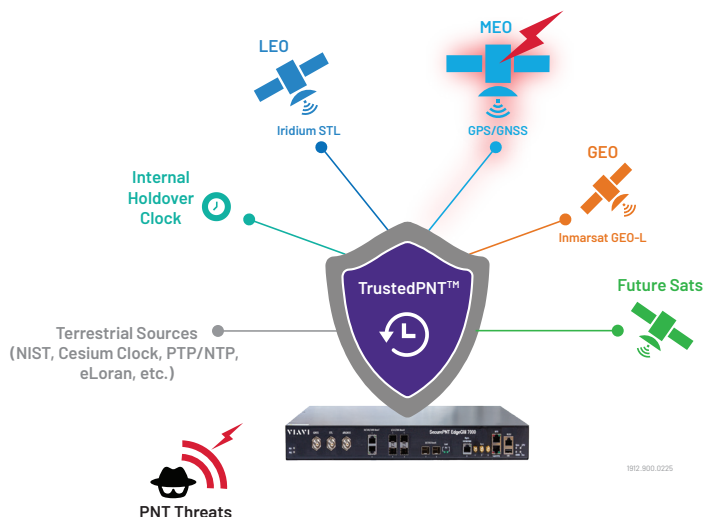 MEO
LEO
Iridium STL
GPS/GNSS
GEO
Internal
Holdover
Clock
Inmarsat GEO-L
TrustedPNT™
Future Sats
Terrestrial Sources
(NIST, Cesium Clock, PTP/NTP,
eLoran, etc.)
VIAVI
SecurePNT EdgeGM 7000
1912.900.0225
PNT Threats